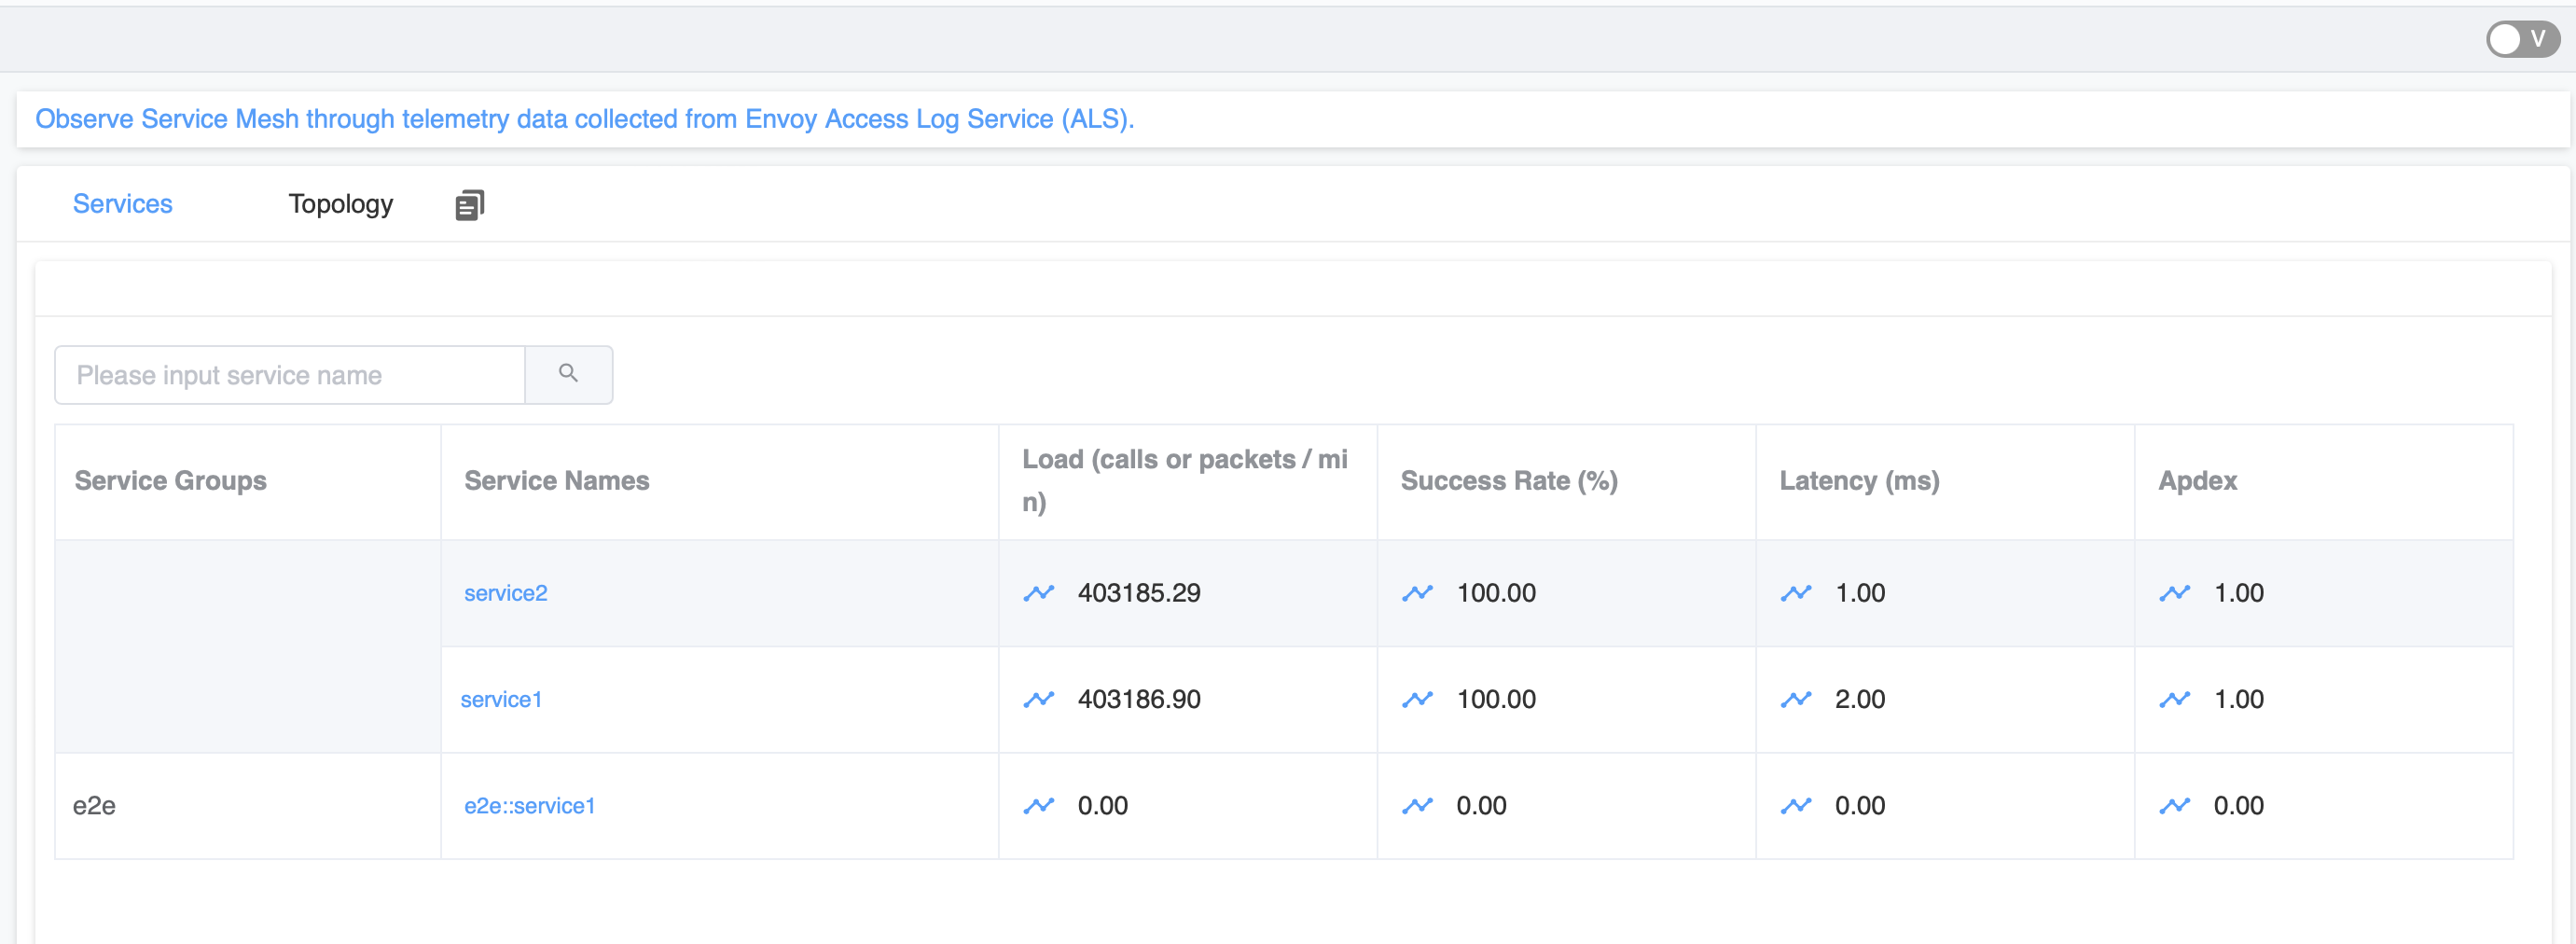 V
Observe Service Mesh through telemetry data collected from Envoy Access Log Service (ALS).
Services Topology
Please input service name
Service Groups Service Names Load (calls or packets / mi
n) Success Rate (%) Latency (ms) Apdex
service2 403185.29 100.00 1.00 1.00
service1 403186.90 100.00 2.00 1.00
e2e e2e::service1 0.00 0.00 0.00 0.00